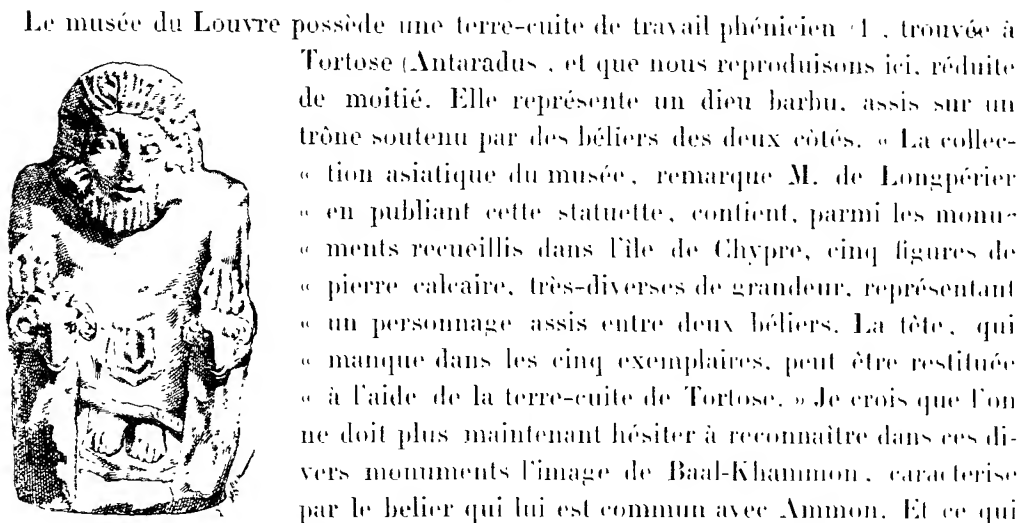 Le musée du Louvre possède une terre-cuite de travail phénicien (1), trouvée à
Tortose (Antaradus), et que nous reproduisons ici, réduite
de moitié. Elle représente un dieu barbu, assis sur un
trône soutenu par des béliers des deux côtés. « La collec-
« tion asiatique du musée, remarque M. de Longpérier
« en publiant cette statuette, contient, parmi les monu-
« ments recueillis dans l'île de Chypre, cinq figures de
« pierre calcaire, très-diverses de grandeur, représentant
« un personnage assis entre deux béliers. La tête, qui
« manque dans les cinq exemplaires, peut être restituée
« à l'aide de la terre-cuite de Tortose. » Je crois que l'on
ne doit plus maintenant hésiter à reconnaître dans ces di-
vers monuments l'image de Baal-Khammon, caracterise
par le belier qui lui est commun avec Ammon. Et ce qui